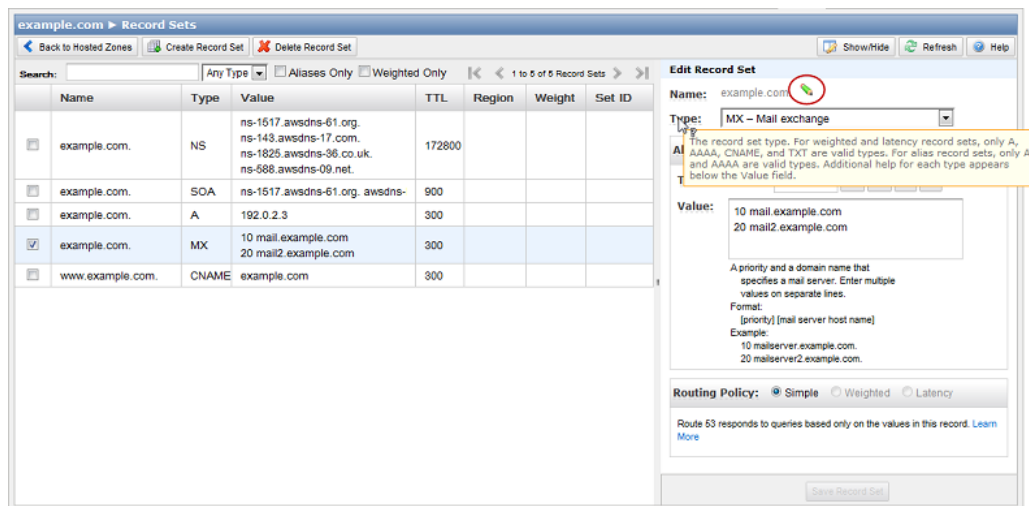 example.com ▶ Record Sets
Back to Hosted Zones Create Record Set Delete Record Set Show/Hide Refresh Help
Search: Any Type Aliases Only Weighted Only 1 to 5 of 5 Record Sets
Name Type Value TTL Region Weight Set ID
example.com. NS ns-1617.awsdns-61.org. 172800
ns-143.awsdns-17.com.
ns-1825.awsdns-36.co.uk.
ns-588.awsdns-09.net.
example.com. SOA ns-1517.awsdns-61.org. awsdns- 900
example.com. A 192.0.2.3 300
example.com. MX 10 mail.example.com 300
20 mail2.example.com
www.example.com. CNAME example.com 300
Edit Record Set
Name: example.com
Type: MX – Mail exchange
The record set type. For weighted and latency record sets, only A,
AAAA, CNAME, and TXT are valid types. For alias record sets, only A
and AAAA are valid types. Additional help for each type appears
below the Value field.
Value: 10 mail.example.com
20 mail2.example.com
A priority and a domain name that
specifies a mail server. Enter multiple
values on separate lines.
Format:
[priority] [mail server host name]
Example:
10 mailserver.example.com.
20 mailserver2.example.com.
Routing Policy: Simple Weighted Latency
Route 53 responds to queries based only on the values in this record. Learn
More
Save Record Set